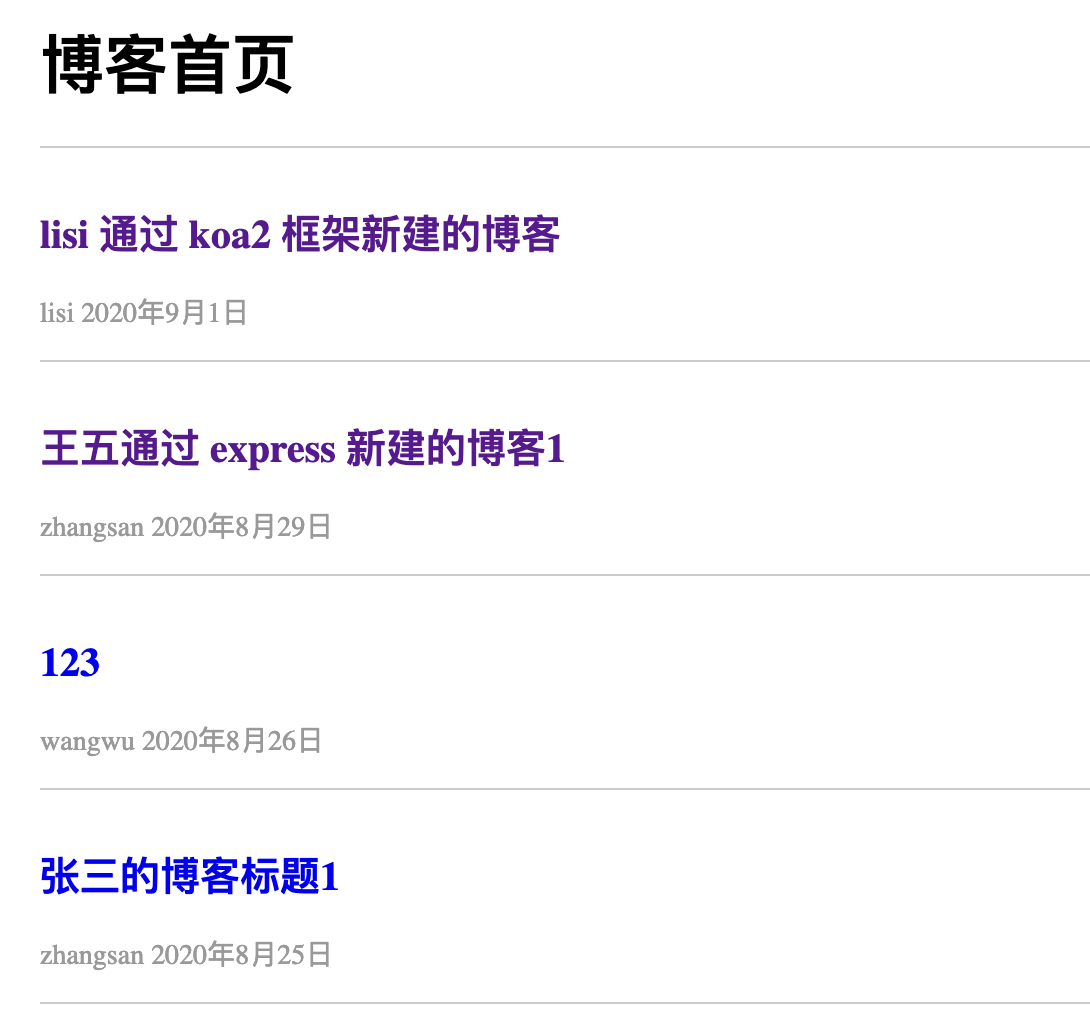 博客首页
lisi 通过 koa2 框架新建的博客
lisi 2020年9月1日
王五通过 express 新建的博客1
zhangsan 2020年8月29日
123
wangwu 2020年8月26日
张三的博客标题1
zhangsan 2020年8月25日